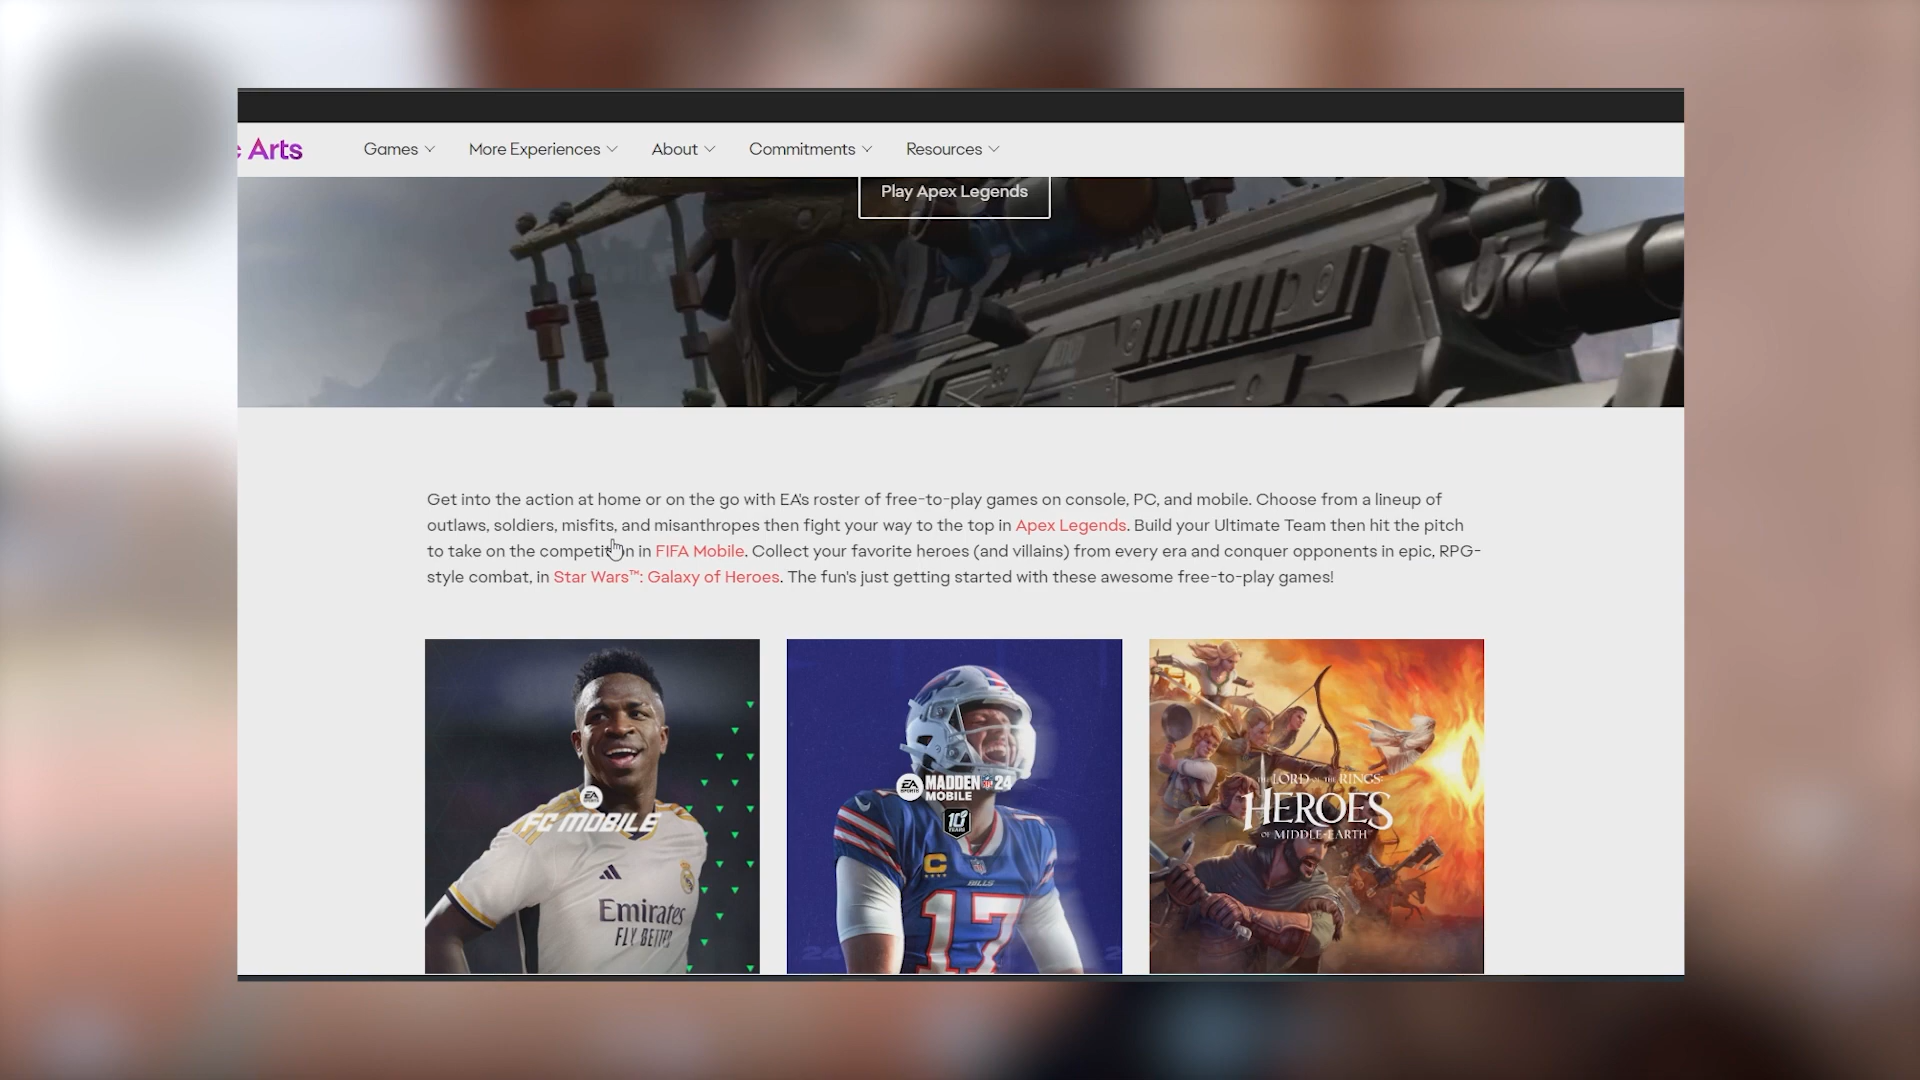 c Arts
Games
More Experiences
About
Commitments
Resources
Play Apex Legends
Get into the action at home or on the go with EA's roster of free-to-play games on console, PC, and mobile. Choose from a lineup of
outlaws, soldiers, misfits, and misanthropes then fight your way to the top in Apex Legends. Build your Ultimate Team then hit the pitch
to take on the competition in FIFA Mobile. Collect your favorite heroes (and villains) from every era and conquer opponents in epic, RPG-
style combat, in Star Wars™: Galaxy of Heroes. The fun's just getting started with these awesome free-to-play games!
EA
SPORTS
FC MOBILE
Emirates
FLY BETTER
EA
SPORTS
MADDEN NFL 24
MOBILE
10
YEARS
C
BILLS
17
THE LORD OF THE RINGS:
HEROES
OF MIDDLE-EARTH